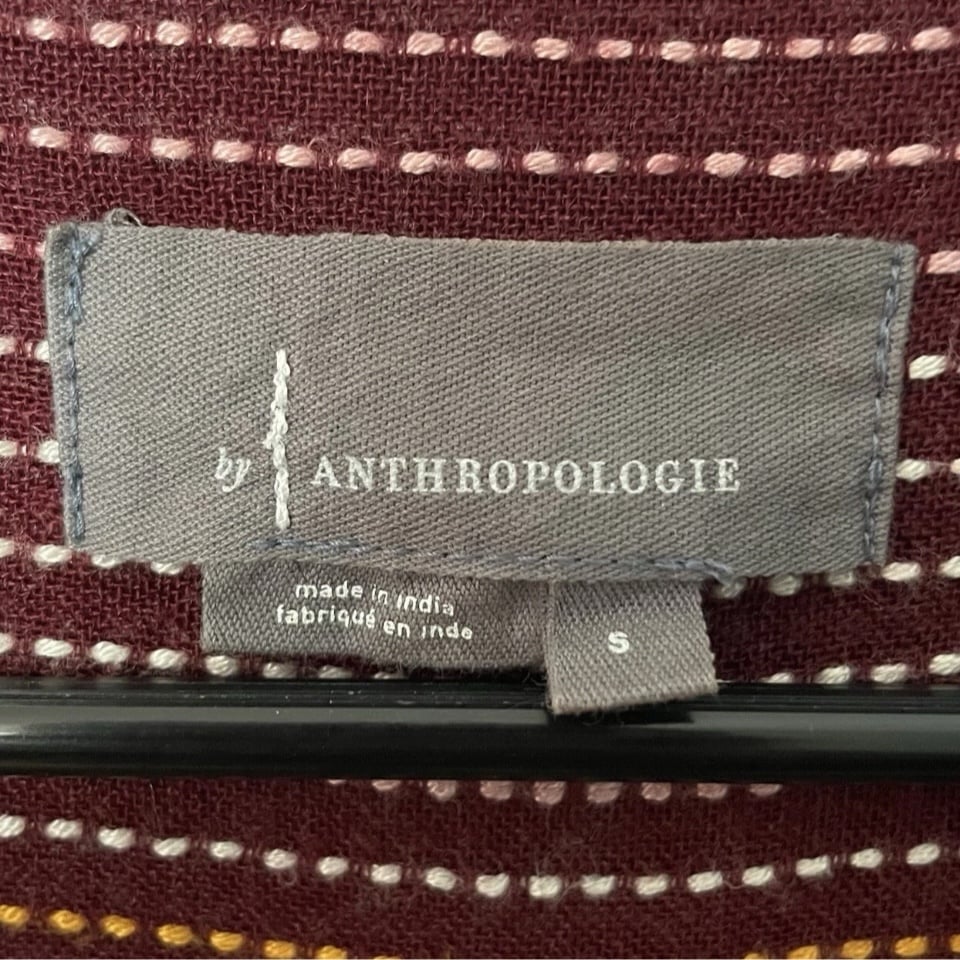 by ANTHROPOLOGIE
made in india
fabriqué en inde
S